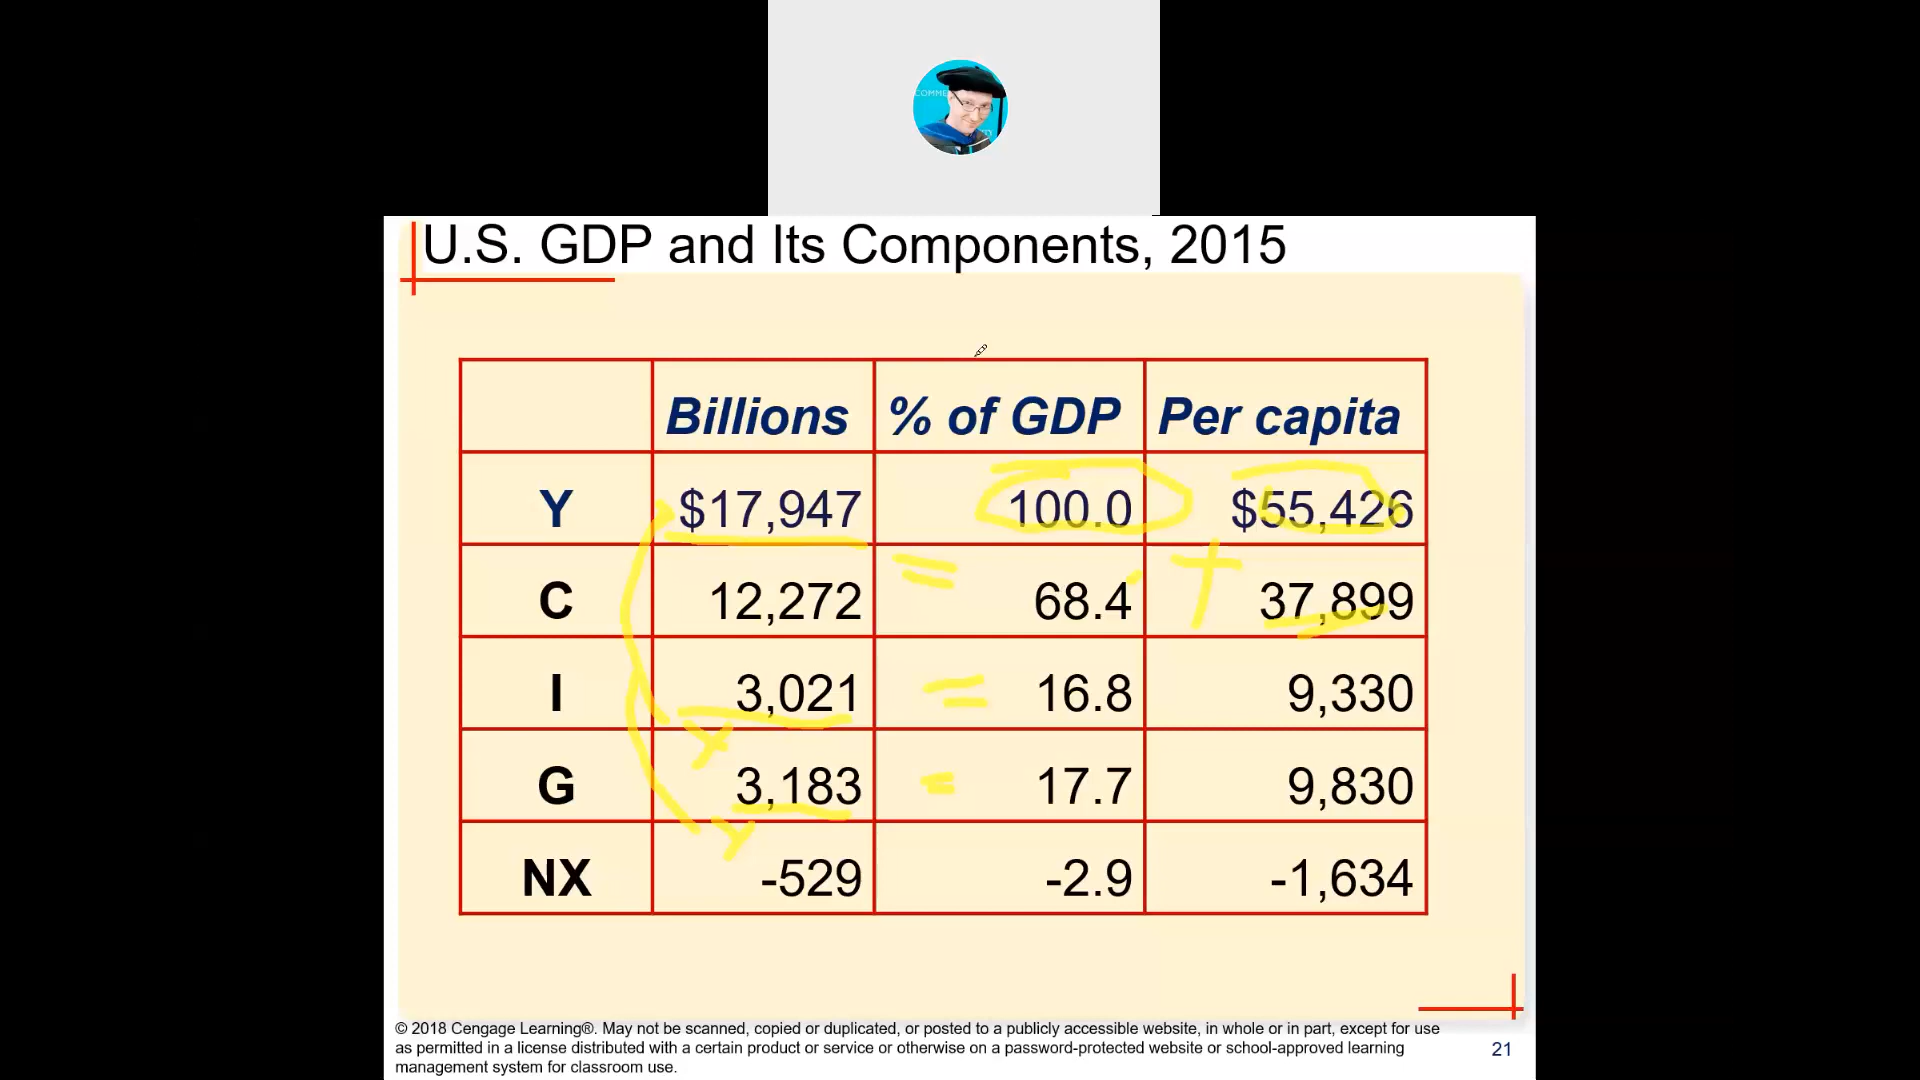 COMME
U.S. GDP and Its Components, 2015
Billions % of GDP Per capita
Y $17,947 100.0 $55,426
C 12,272 68.4 37,899
I 3,021 16.8 9,330
G 3,183 17.7 9,830
NX -529 -2.9 -1,634
© 2018 Cengage Learning®. May not be scanned, copied or duplicated, or posted to a publicly accessible website, in whole or in part, except for use
as permitted in a license distributed with a certain product or service or otherwise on a password-protected website or school-approved learning
management system for classroom use.
21